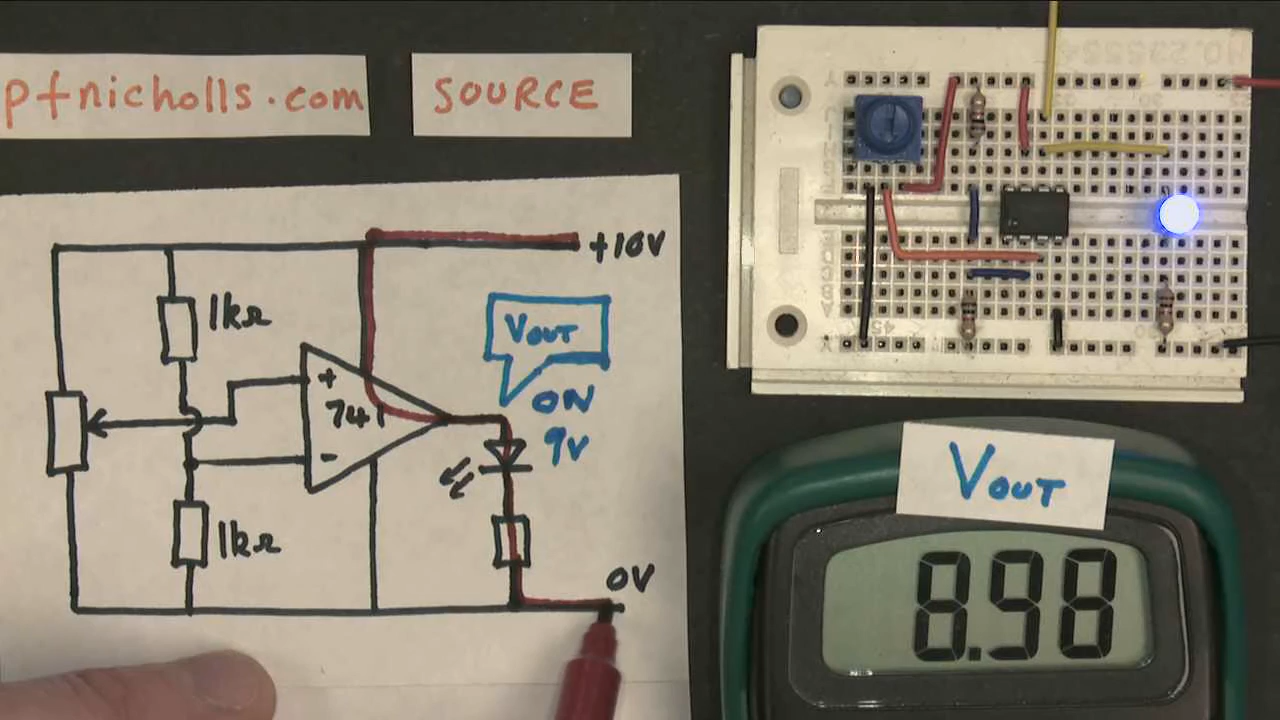 pfnicholls.com
SOURCE
+10V
1kΩ
VOUT
+
741
-
ON
9V
1kΩ
0V
VOUT
8.98